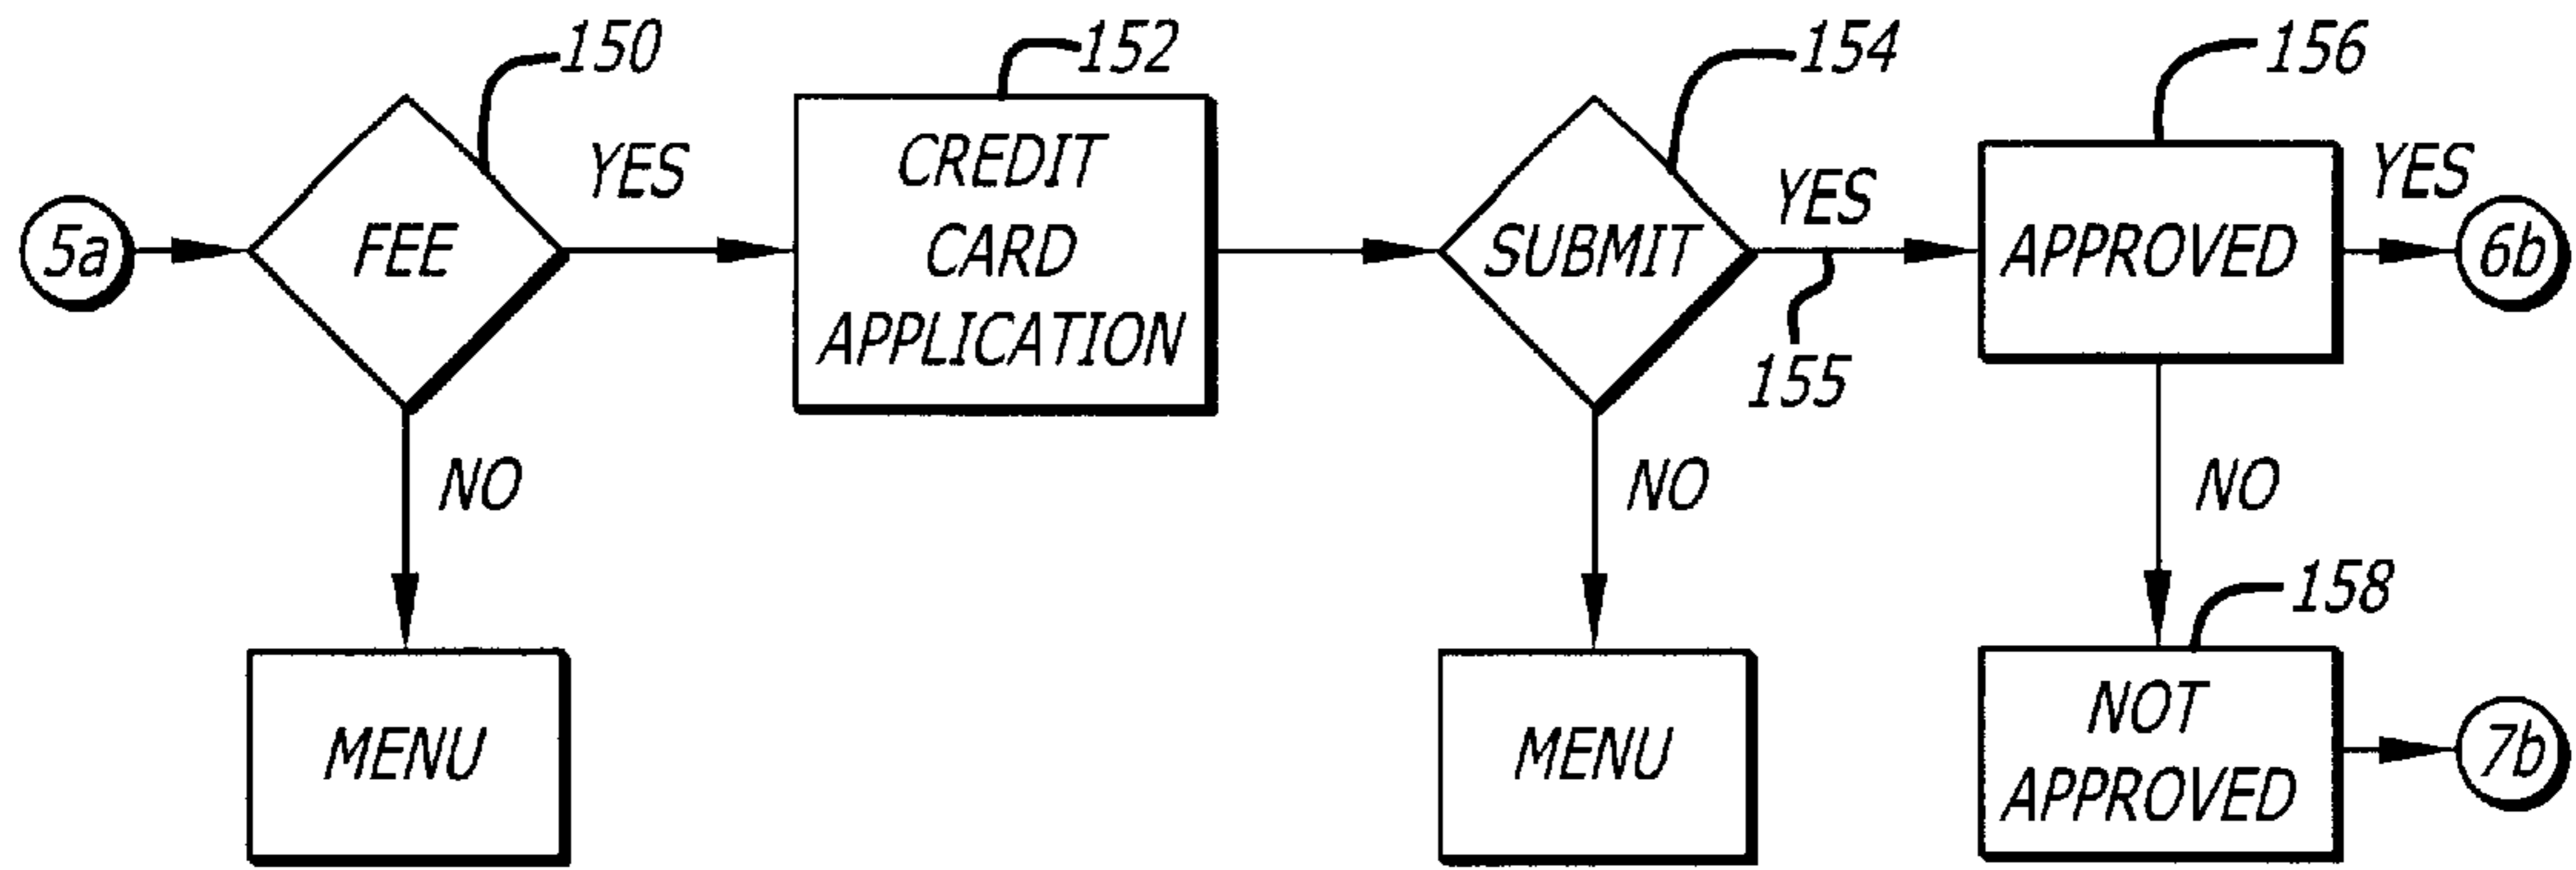 150
152
154
156
YES
CREDIT
CARD
APPLICATION
YES
YES
5a
FEE
SUBMIT
APPROVED
6b
155
NO
NO
NO
158
MENU
MENU
NOT
APPROVED
7b